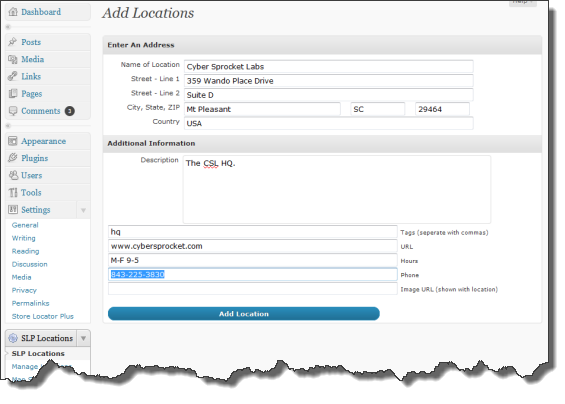 Help
Dashboard
Add Locations
Posts
Media
Links
Pages
Comments 3
Appearance
Plugins
Users
Tools
Settings
General
Writing
Reading
Discussion
Media
Privacy
Permalinks
Store Locator Plus
SLP Locations
SLP Locations
Manage
Enter An Address
Name of Location Cyber Sprocket Labs
Street - Line 1 359 Wando Place Drive
Street - Line 2 Suite D
City, State, ZIP Mt Pleasant SC 29464
Country USA
Additional Information
Description The CSL HQ.
hq Tags (seperate with commas)
www.cybersprocket.com URL
M-F 9-5 Hours
843-225-3830 Phone
Image URL (shown with location)
Add Location